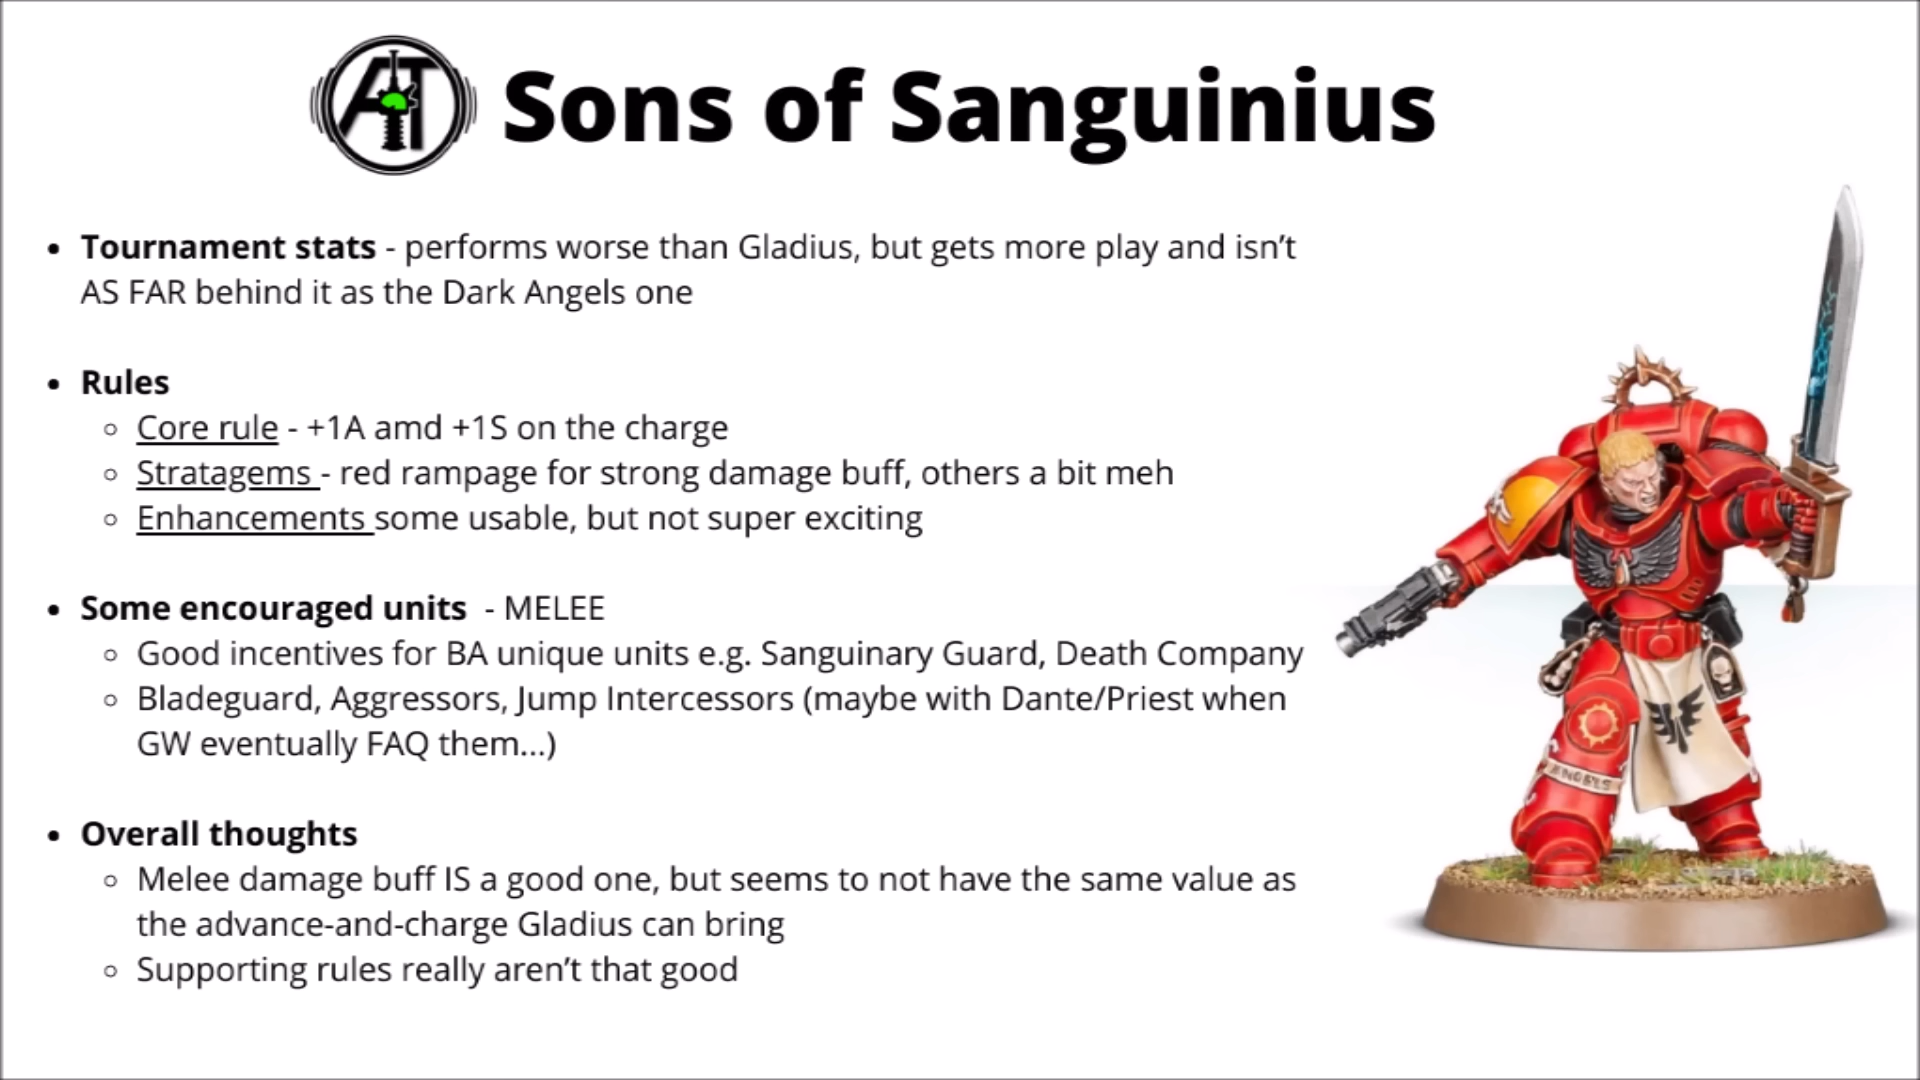 AT Sons of Sanguinius
• Tournament stats - performs worse than Gladius, but gets more play and isn’t
AS FAR behind it as the Dark Angels one
• Rules
◦ Core rule - +1A amd +1S on the charge
◦ Stratagems - red rampage for strong damage buff, others a bit meh
◦ Enhancements some usable, but not super exciting
• Some encouraged units - MELEE
◦ Good incentives for BA unique units e.g. Sanguinary Guard, Death Company
◦ Bladeguard, Aggressors, Jump Intercessors (maybe with Dante/Priest when
GW eventually FAQ them...)
• Overall thoughts
◦ Melee damage buff IS a good one, but seems to not have the same value as
the advance-and-charge Gladius can bring
◦ Supporting rules really aren’t that good